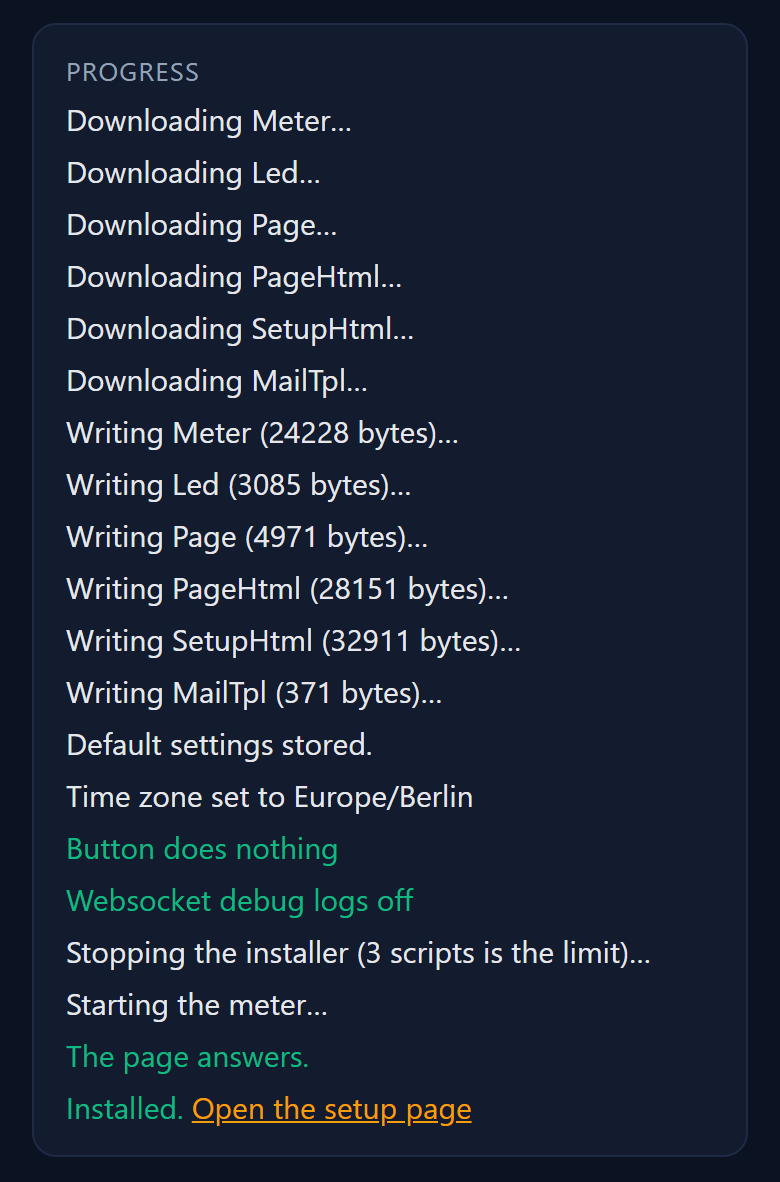 PROGRESS
Downloading Meter…
Downloading Led…
Downloading Page…
Downloading PageHtml…
Downloading SetupHtml…
Downloading MailTpl…
Writing Meter (24228 bytes)…
Writing Led (3085 bytes)…
Writing Page (4971 bytes)…
Writing PageHtml (28151 bytes)…
Writing SetupHtml (32911 bytes)…
Writing MailTpl (371 bytes)…
Default settings stored.
Time zone set to Europe/Berlin
Button does nothing
Websocket debug logs off
Stopping the installer (3 scripts is the limit)…
Starting the meter…
The page answers.
Installed. Open the setup page